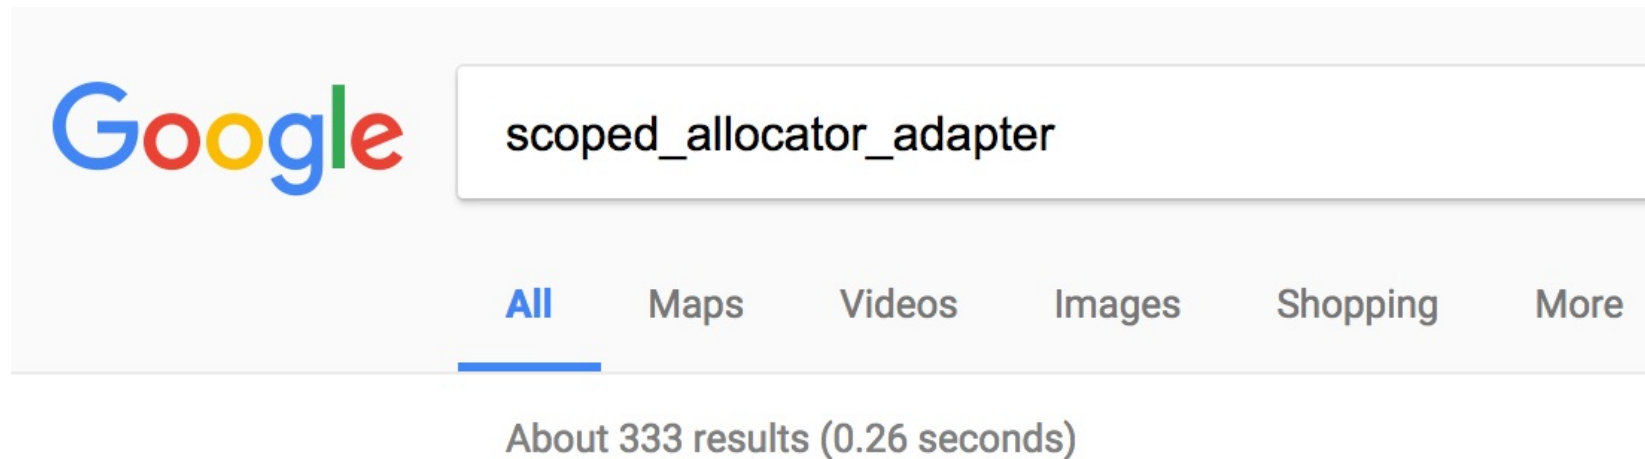 Google
scoped_allocator_adapter
All Maps Videos Images Shopping More
About 333 results (0.26 seconds)